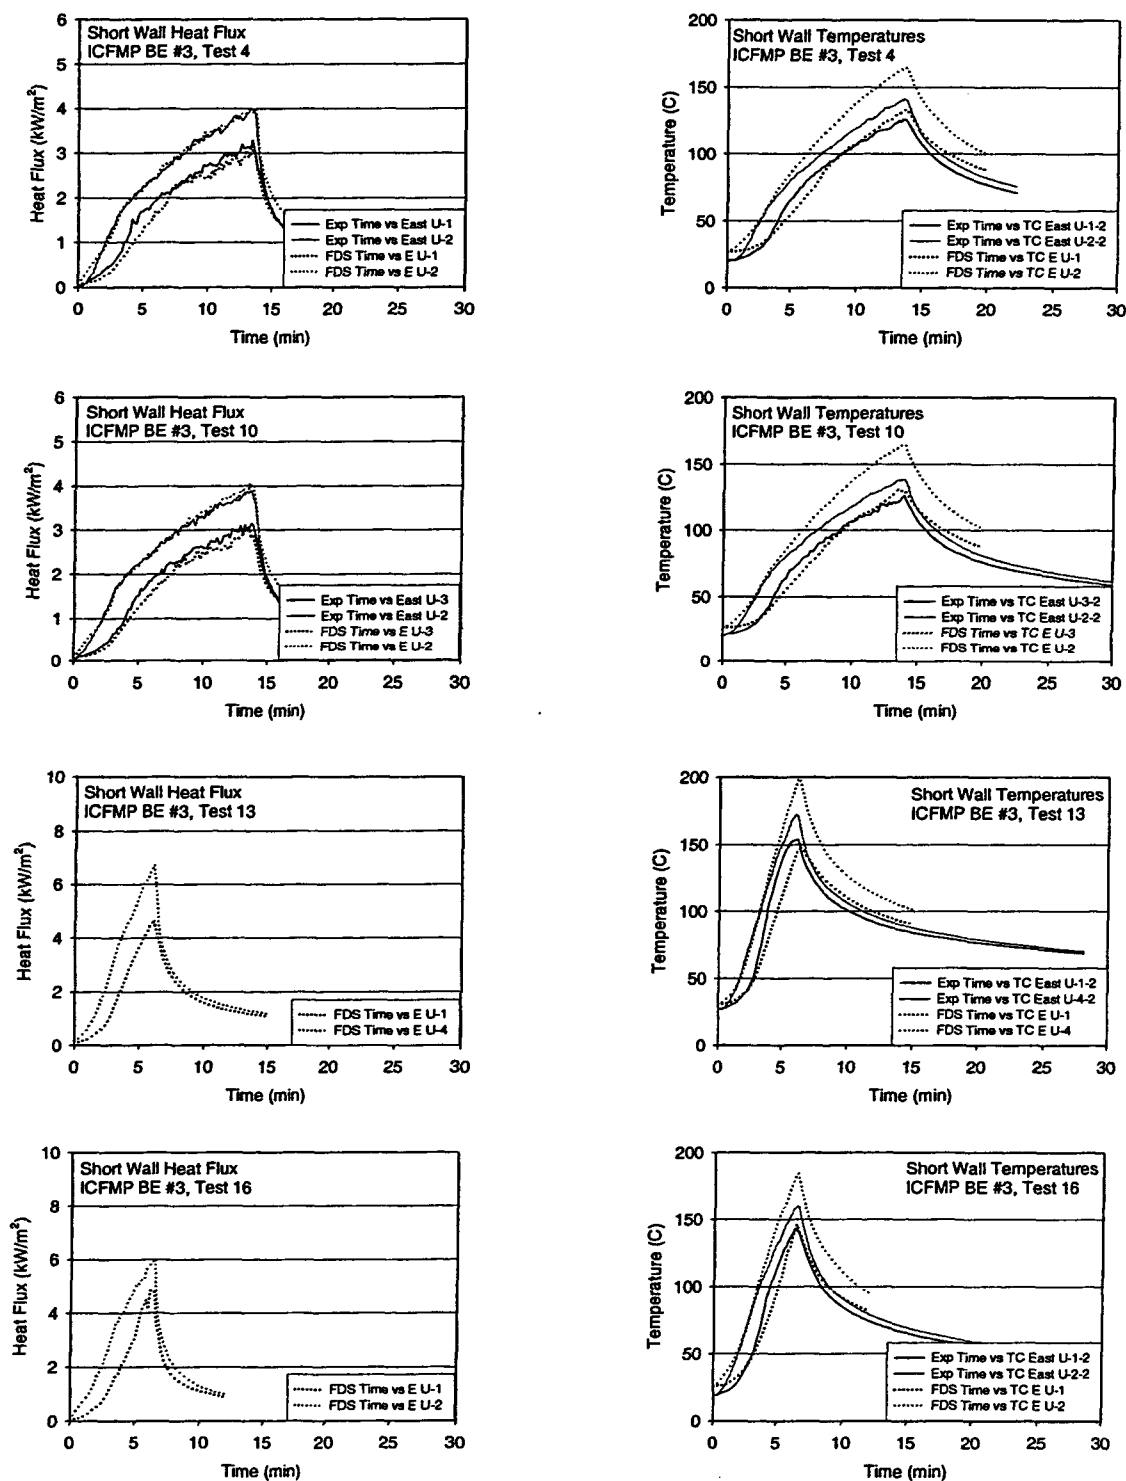 Short Wall Heat Flux
ICFMP BE #3, Test 4
Heat Flux (kW/m²)
6
5
4
3
2
1
0
Exp Time vs East U-1
Exp Time vs East U-2
FDS Time vs E U-1
FDS Time vs E U-2
0 5 10 15 20 25 30
Time (min)
Short Wall Temperatures
ICFMP BE #3, Test 4
Temperature (C)
200
150
100
50
0
Exp Time vs TC East U-1-2
Exp Time vs TC East U-2-2
FDS Time vs TC E U-1
FDS Time vs TC E U-2
0 5 10 15 20 25 30
Time (min)
Short Wall Heat Flux
ICFMP BE #3, Test 10
Heat Flux (kW/m²)
6
5
4
3
2
1
0
Exp Time vs East U-3
Exp Time vs East U-2
FDS Time vs E U-3
FDS Time vs E U-2
0 5 10 15 20 25 30
Time (min)
Short Wall Temperatures
ICFMP BE #3, Test 10
Temperature (C)
200
150
100
50
0
Exp Time vs TC East U-3-2
Exp Time vs TC East U-2-2
FDS Time vs TC E U-3
FDS Time vs TC E U-2
0 5 10 15 20 25 30
Time (min)
Short Wall Heat Flux
ICFMP BE #3, Test 13
Heat Flux (kW/m²)
10
8
6
4
2
0
FDS Time vs E U-1
FDS Time vs E U-4
0 5 10 15 20 25 30
Time (min)
Short Wall Temperatures
ICFMP BE #3, Test 13
Temperature (C)
200
150
100
50
0
Exp Time vs TC East U-1-2
Exp Time vs TC East U-4-2
FDS Time vs TC E U-1
FDS Time vs TC E U-4
0 5 10 15 20 25 30
Time (min)
Short Wall Heat Flux
ICFMP BE #3, Test 16
Heat Flux (kW/m²)
10
8
6
4
2
0
FDS Time vs E U-1
FDS Time vs E U-2
0 5 10 15 20 25 30
Time (min)
Short Wall Temperatures
ICFMP BE #3, Test 16
Temperature (C)
200
150
100
50
0
Exp Time vs TC East U-1-2
Exp Time vs TC East U-2-2
FDS Time vs TC E U-1
FDS Time vs TC E U-2
0 5 10 15 20 25 30
Time (min)